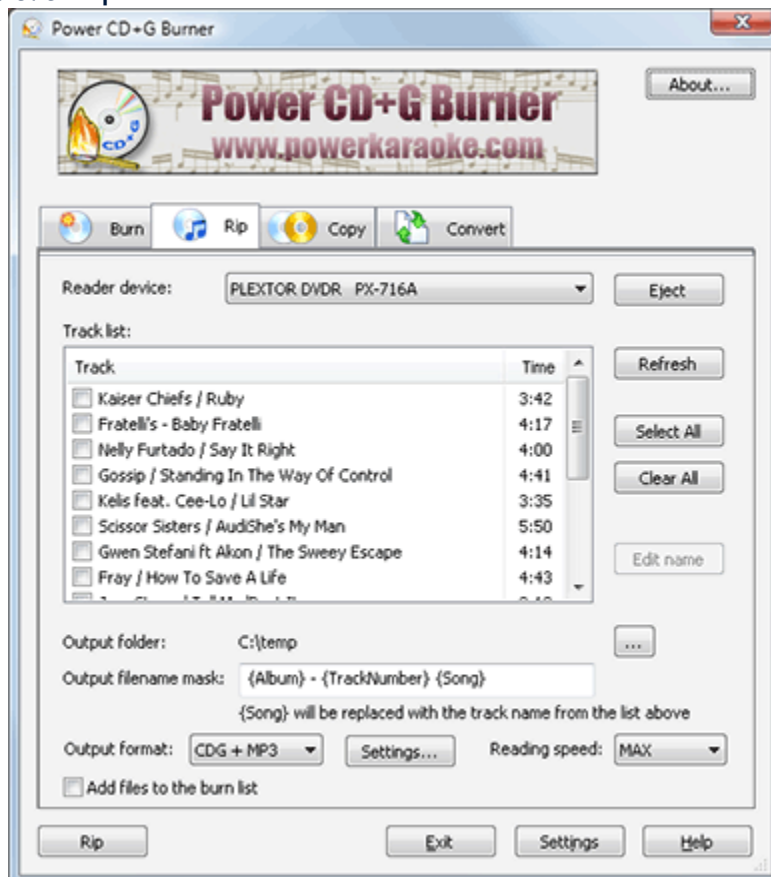 Power CD+G Burner
CD+G
Power CD+G Burner
www.powerkaraoke.com
About...
Burn Rip Copy Convert
Reader device: PLEXTOR DVDR PX-716A Eject
Track list:
Track Time
Refresh
Kaiser Chiefs / Ruby 3:42
Fratelli's - Baby Fratelli 4:17
Nelly Furtado / Say It Right 4:00
Select All
Gossip / Standing In The Way Of Control 4:41
Clear All
Kelis feat. Cee-Lo / Lil Star 3:35
Scissor Sisters / AudiShe's My Man 5:50
Gwen Stefani ft Akon / The Sweey Escape 4:14
Edit name
Fray / How To Save A Life 4:43
Output folder: C:\temp ...
Output filename mask: {Album} - {TrackNumber} {Song}
{Song} will be replaced with the track name from the list above
Output format: CDG + MP3 Settings... Reading speed: MAX
Add files to the burn list
Rip Exit Settings Help